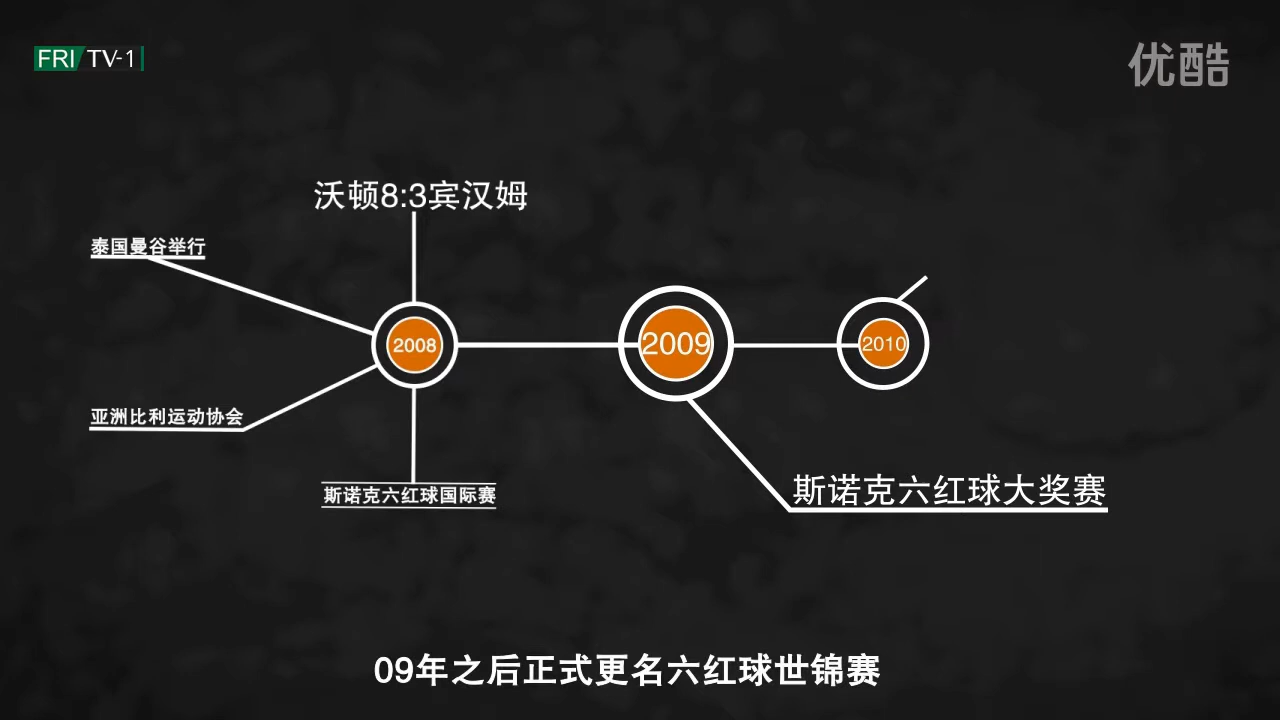 FRI TV-1
优酷
沃顿8:3宾汉姆
泰国曼谷举行
2008
2009
2010
亚洲比利运动协会
斯诺克六红球国际赛
斯诺克六红球大奖赛
09年之后正式更名六红球世锦赛